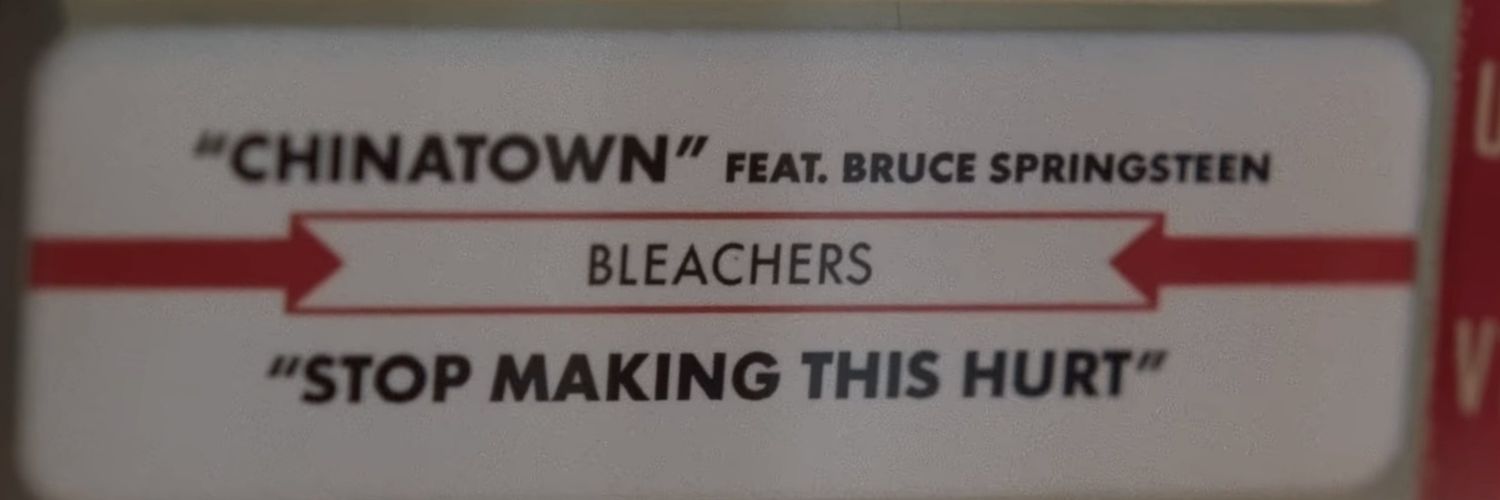 “CHINATOWN” FEAT. BRUCE SPRINGSTEEN
BLEACHERS
“STOP MAKING THIS HURT”